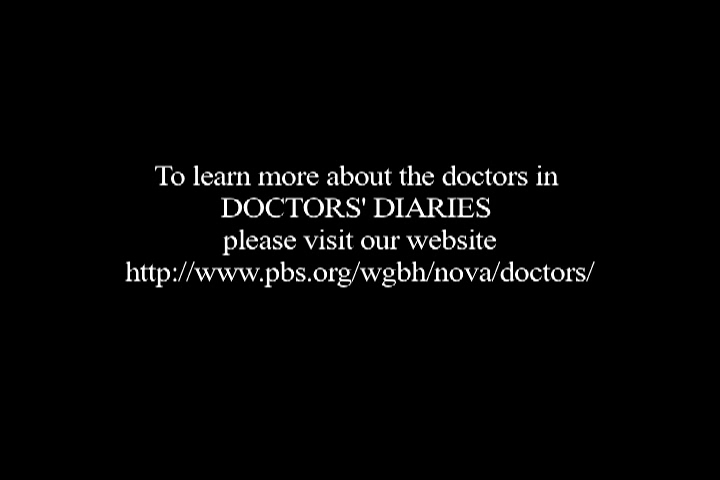 To learn more about the doctors in
DOCTORS' DIARIES
please visit our website
http://www.pbs.org/wgbh/nova/doctors/